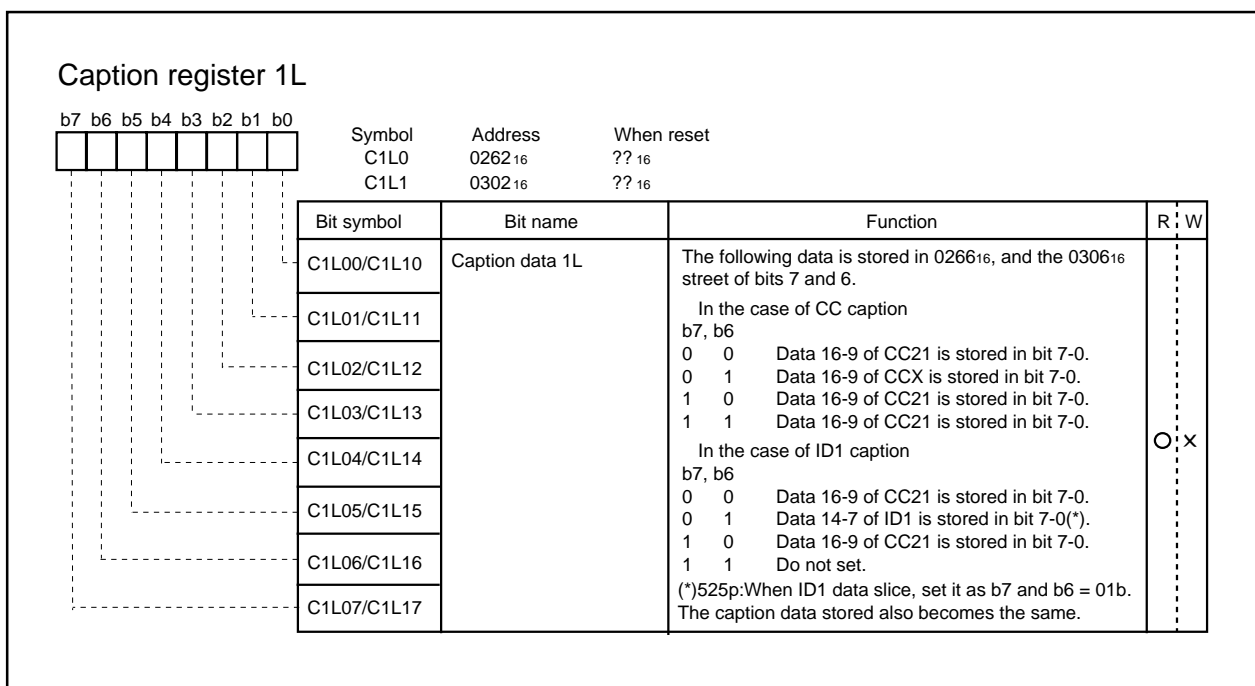 Caption register 1L
b7 b6 b5 b4 b3 b2 b1 b0
Symbol Address When reset
C1L0 0262 16 ?? 16
C1L1 0302 16 ?? 16
Bit symbol Bit name Function R W
C1L00/C1L10 Caption data 1L The following data is stored in 026616, and the 030616
street of bits 7 and 6.
In the case of CC caption
C1L01/C1L11
b7, b6
0 0 Data 16-9 of CC21 is stored in bit 7-0.
C1L02/C1L12
0 1 Data 16-9 of CCX is stored in bit 7-0.
1 0 Data 16-9 of CC21 is stored in bit 7-0.
C1L03/C1L13
1 1 Data 16-9 of CC21 is stored in bit 7-0.
O X
In the case of ID1 caption
C1L04/C1L14
b7, b6
0 0 Data 16-9 of CC21 is stored in bit 7-0.
C1L05/C1L15
0 1 Data 14-7 of ID1 is stored in bit 7-0(*).
1 0 Data 16-9 of CC21 is stored in bit 7-0.
C1L06/C1L16
1 1 Do not set.
(*)525p:When ID1 data slice, set it as b7 and b6 = 01b.
C1L07/C1L17
The caption data stored also becomes the same.